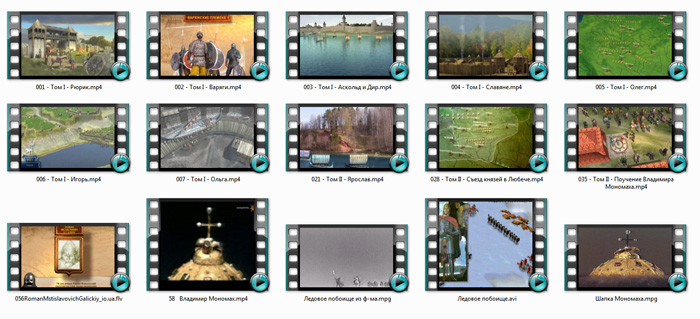 ВАРЯЖСКИЕ ПЛЕМЕНА
001 - Том I - Рюрик.mp4
002 - Том I - Варяги.mp4
003 - Том I - Аскольд и Дир.mp4
004 - Том I - Славяне.mp4
005 - Том I - Олег.mp4
006 - Том I - Игорь.mp4
007 - Том I - Ольга.mp4
021 - Том II - Ярослав.mp4
028 - Том II - Съезд князей в Любече.mp4
035 - Том II - Поучение Владимира
Мономаха.mp4
056RomanMstislavovichGalickiy_io.ua.flv
58 Владимир Мономах.mp4
Ледовое побоище из ф-ма.mpg
Ледовое побоище.avi
Шапка Мономаха.mpg